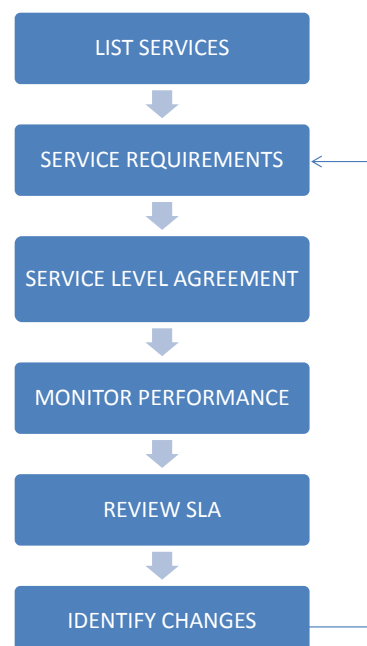 LIST SERVICES
SERVICE REQUIREMENTS
SERVICE LEVEL AGREEMENT
MONITOR PERFORMANCE
REVIEW SLA
IDENTIFY CHANGES